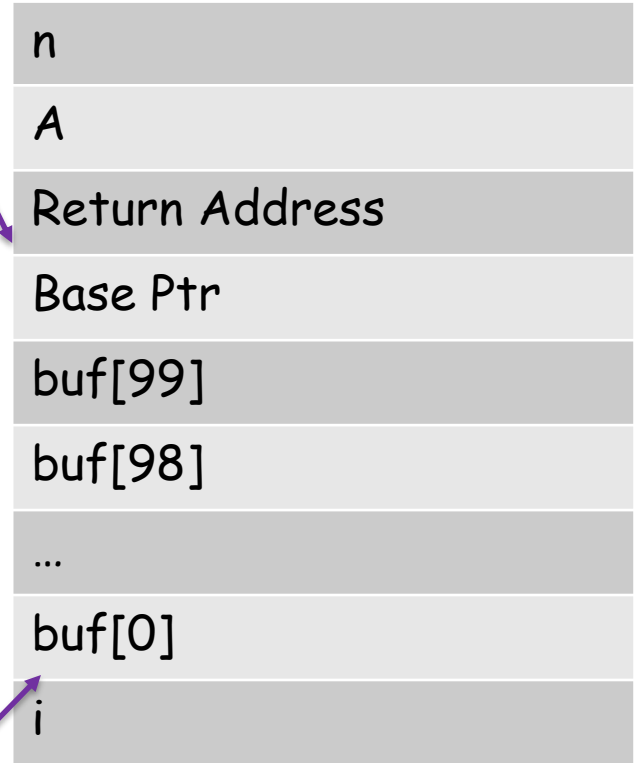 n
A
Return Address
Base Ptr
buf[99]
buf[98]
…
buf[0]
i